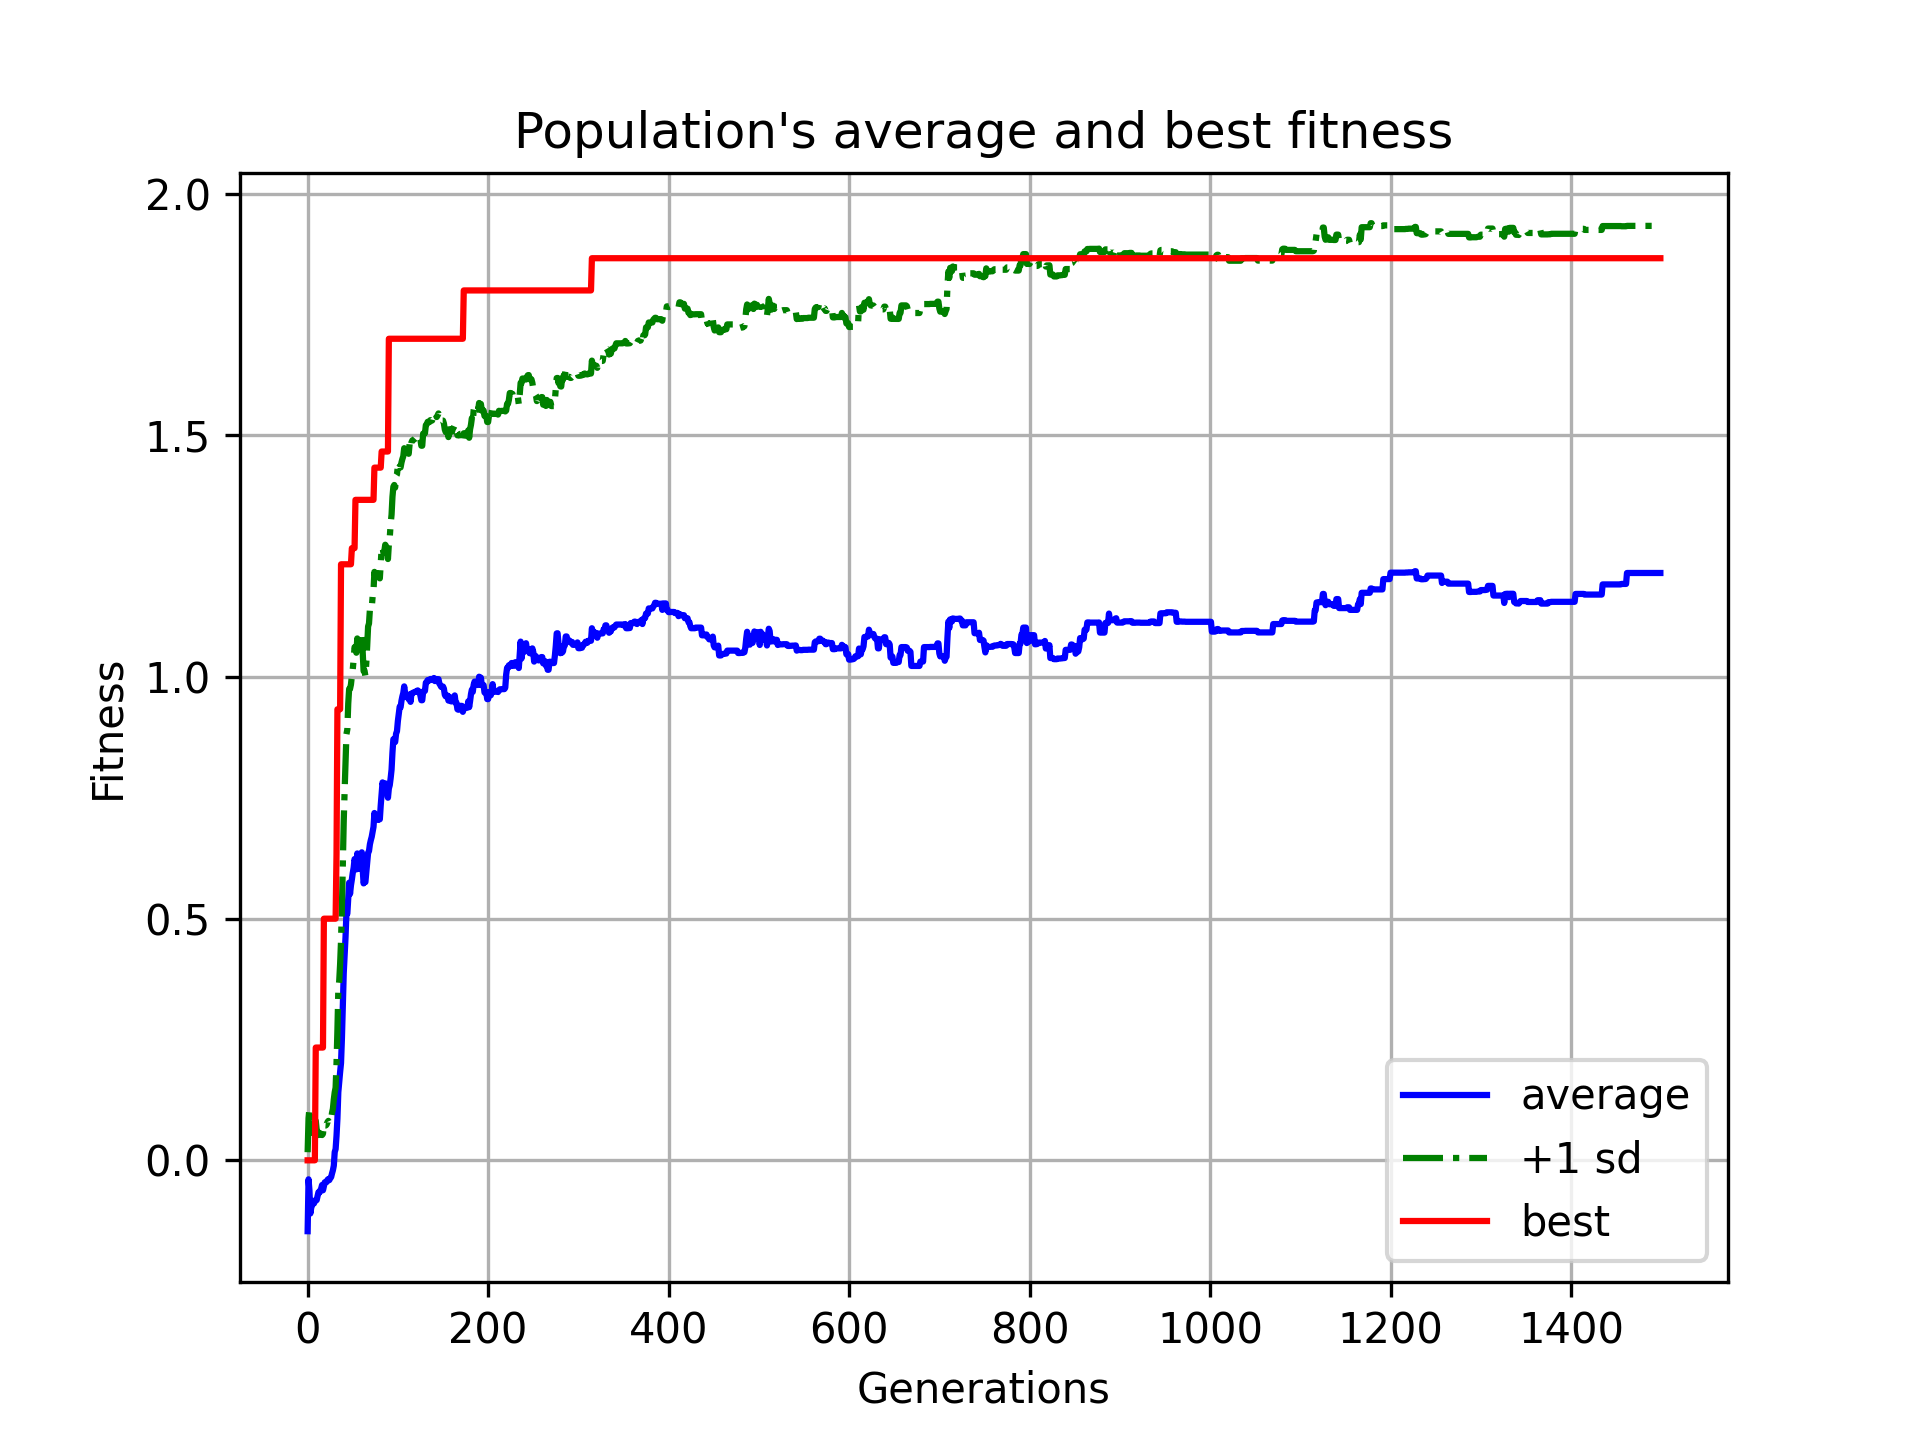 Population's average and best fitness
2.0
1.5
1.0
0.5
0.0
Fitness
0 200 400 600 800 1000 1200 1400
Generations
average
+1 sd
best